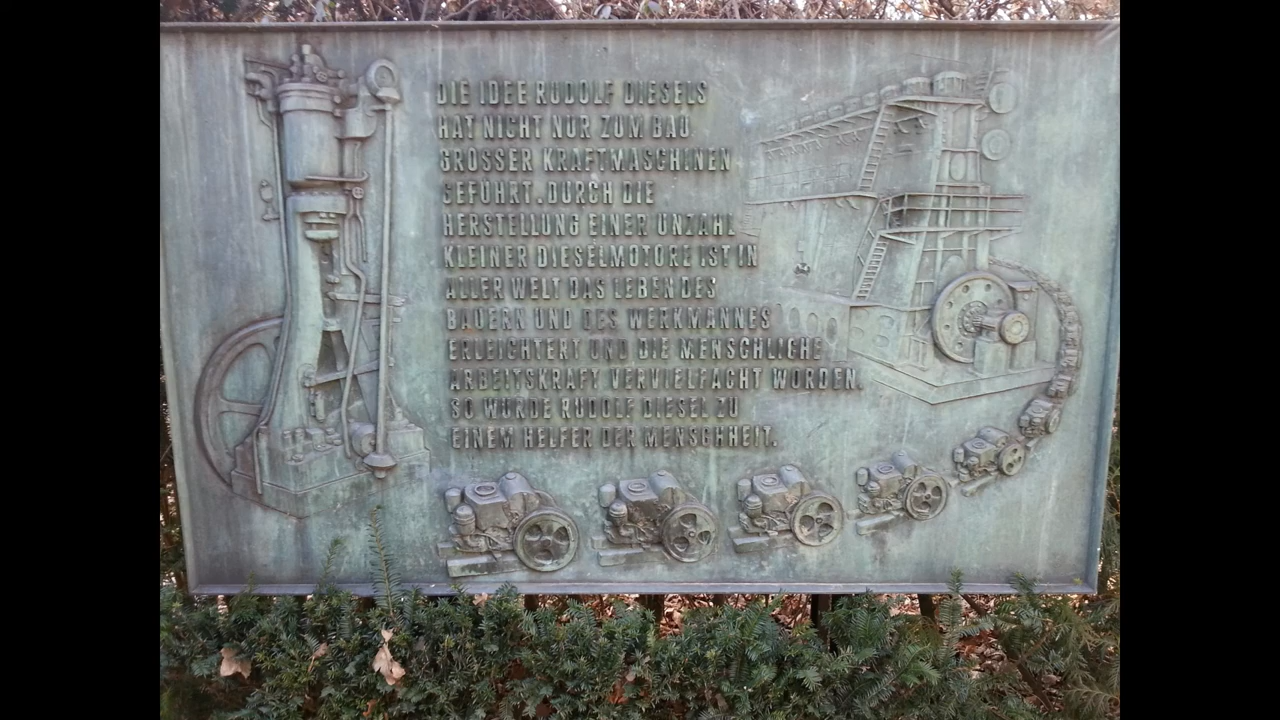 DIE IDEE RUDOLF DIESELS
HAT NICHT NUR ZUM BAU
GROSSER KRAFTMASCHINEN
GEFÜHRT. DURCH DIE
HERSTELLUNG EINER UNZAHL
KLEINER DIESELMOTORE IST IN
ALLER WELT DAS LEBEN DES
BAUERN UND DES WERKMANNES
ERLEICHTERT UND DIE MENSCHLICHE
ARBEITSKRAFT VERVIELFACHT WORDEN.
SO WURDE RUDOLF DIESEL ZU
EINEM HELFER DER MENSCHHEIT.